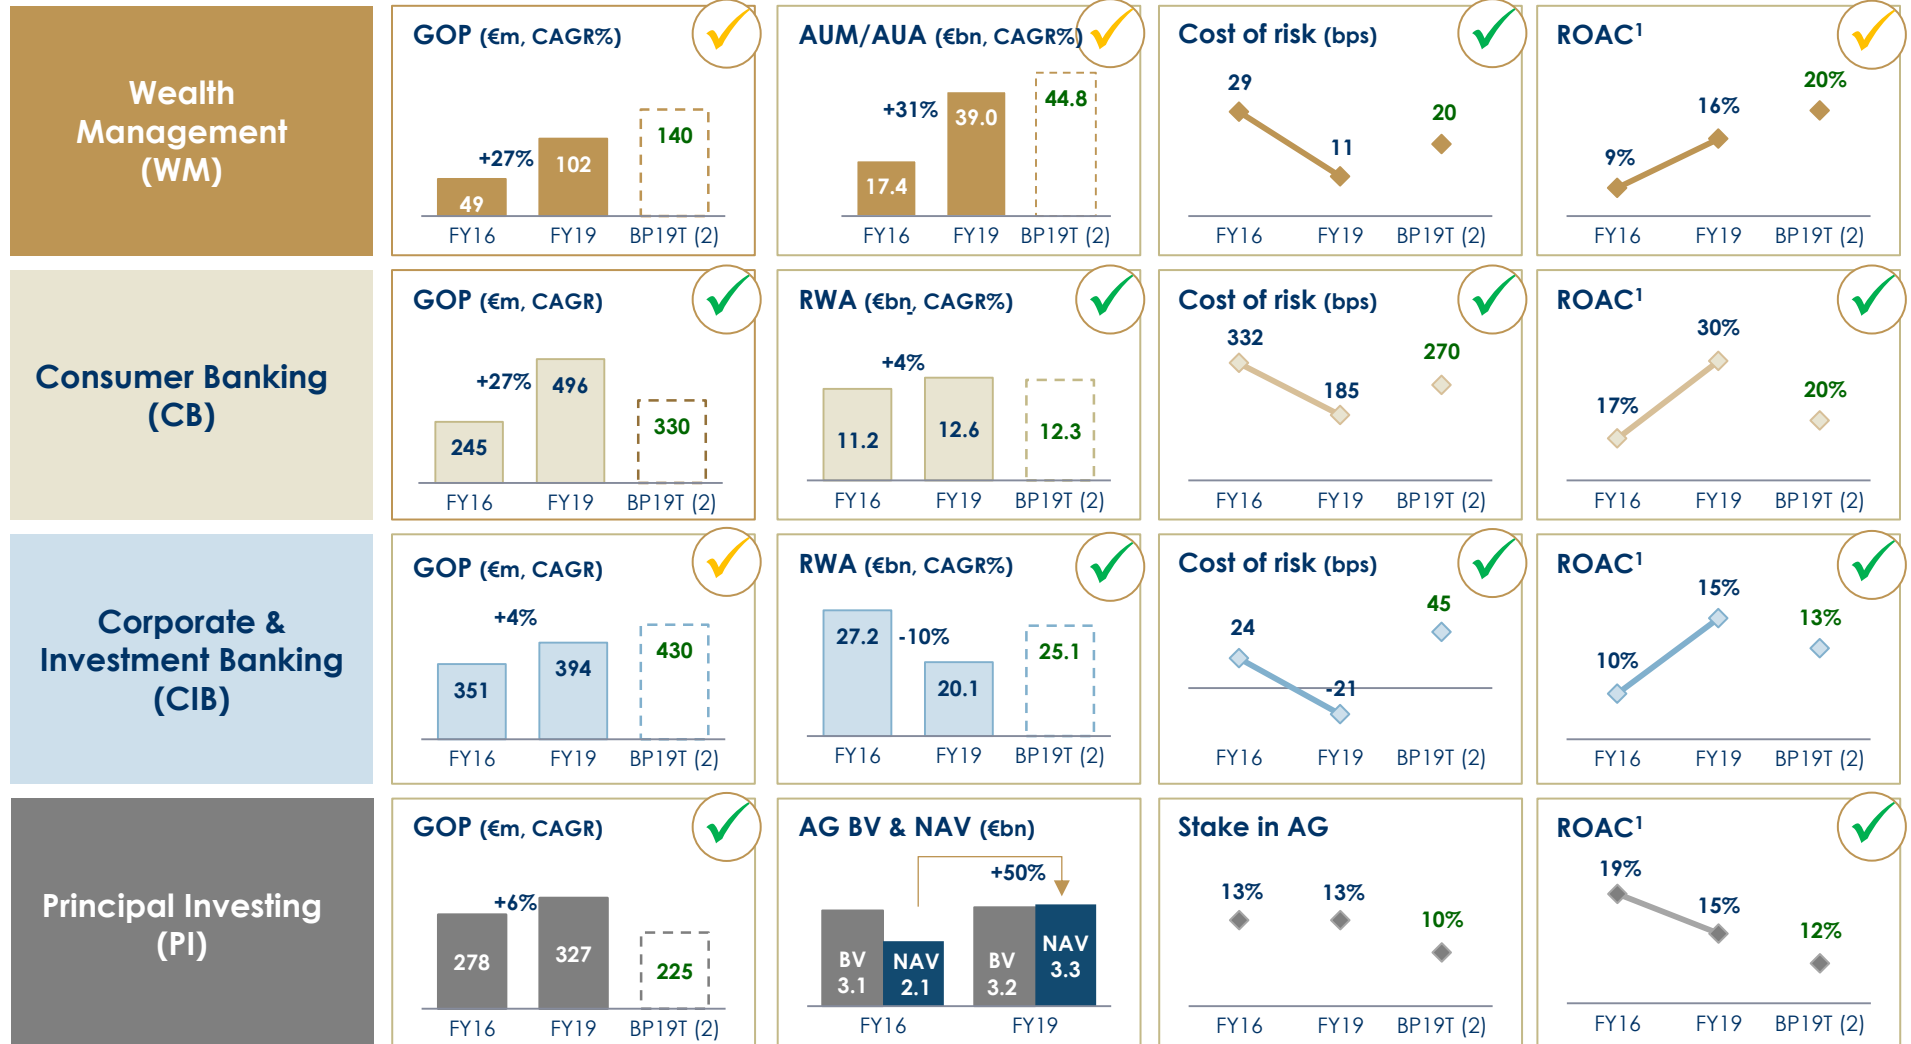 Wealth
Management
(WM)
GOP (€m, CAGR%)
+27%
49
102
140
FY16 FY19 BP19T (2)
AUM/AUA (€bn, CAGR%)
+31%
17.4
39.0
44.8
FY16 FY19 BP19T (2)
Cost of risk (bps)
29
11
20
FY16 FY19 BP19T (2)
ROAC¹
9%
16%
20%
FY16 FY19 BP19T (2)
Consumer Banking
(CB)
GOP (€m, CAGR)
+27%
245
496
330
FY16 FY19 BP19T (2)
RWA (€bn, CAGR%)
+4%
11.2
12.6
12.3
FY16 FY19 BP19T (2)
Cost of risk (bps)
332
185
270
FY16 FY19 BP19T (2)
ROAC¹
17%
30%
20%
FY16 FY19 BP19T (2)
Corporate &
Investment Banking
(CIB)
GOP (€m, CAGR)
+4%
351
394
430
FY16 FY19 BP19T (2)
RWA (€bn, CAGR%)
27.2
-10%
20.1
25.1
FY16 FY19 BP19T (2)
Cost of risk (bps)
24
-21
45
FY16 FY19 BP19T (2)
ROAC¹
10%
15%
13%
FY16 FY19 BP19T (2)
Principal Investing
(PI)
GOP (€m, CAGR)
+6%
278
327
225
FY16 FY19 BP19T (2)
AG BV & NAV (€bn)
+50%
BV
3.1
NAV
2.1
BV
3.2
NAV
3.3
FY16 FY19
Stake in AG
13%
13%
10%
FY16 FY19 BP19T (2)
ROAC¹
19%
15%
12%
FY16 FY19 BP19T (2)